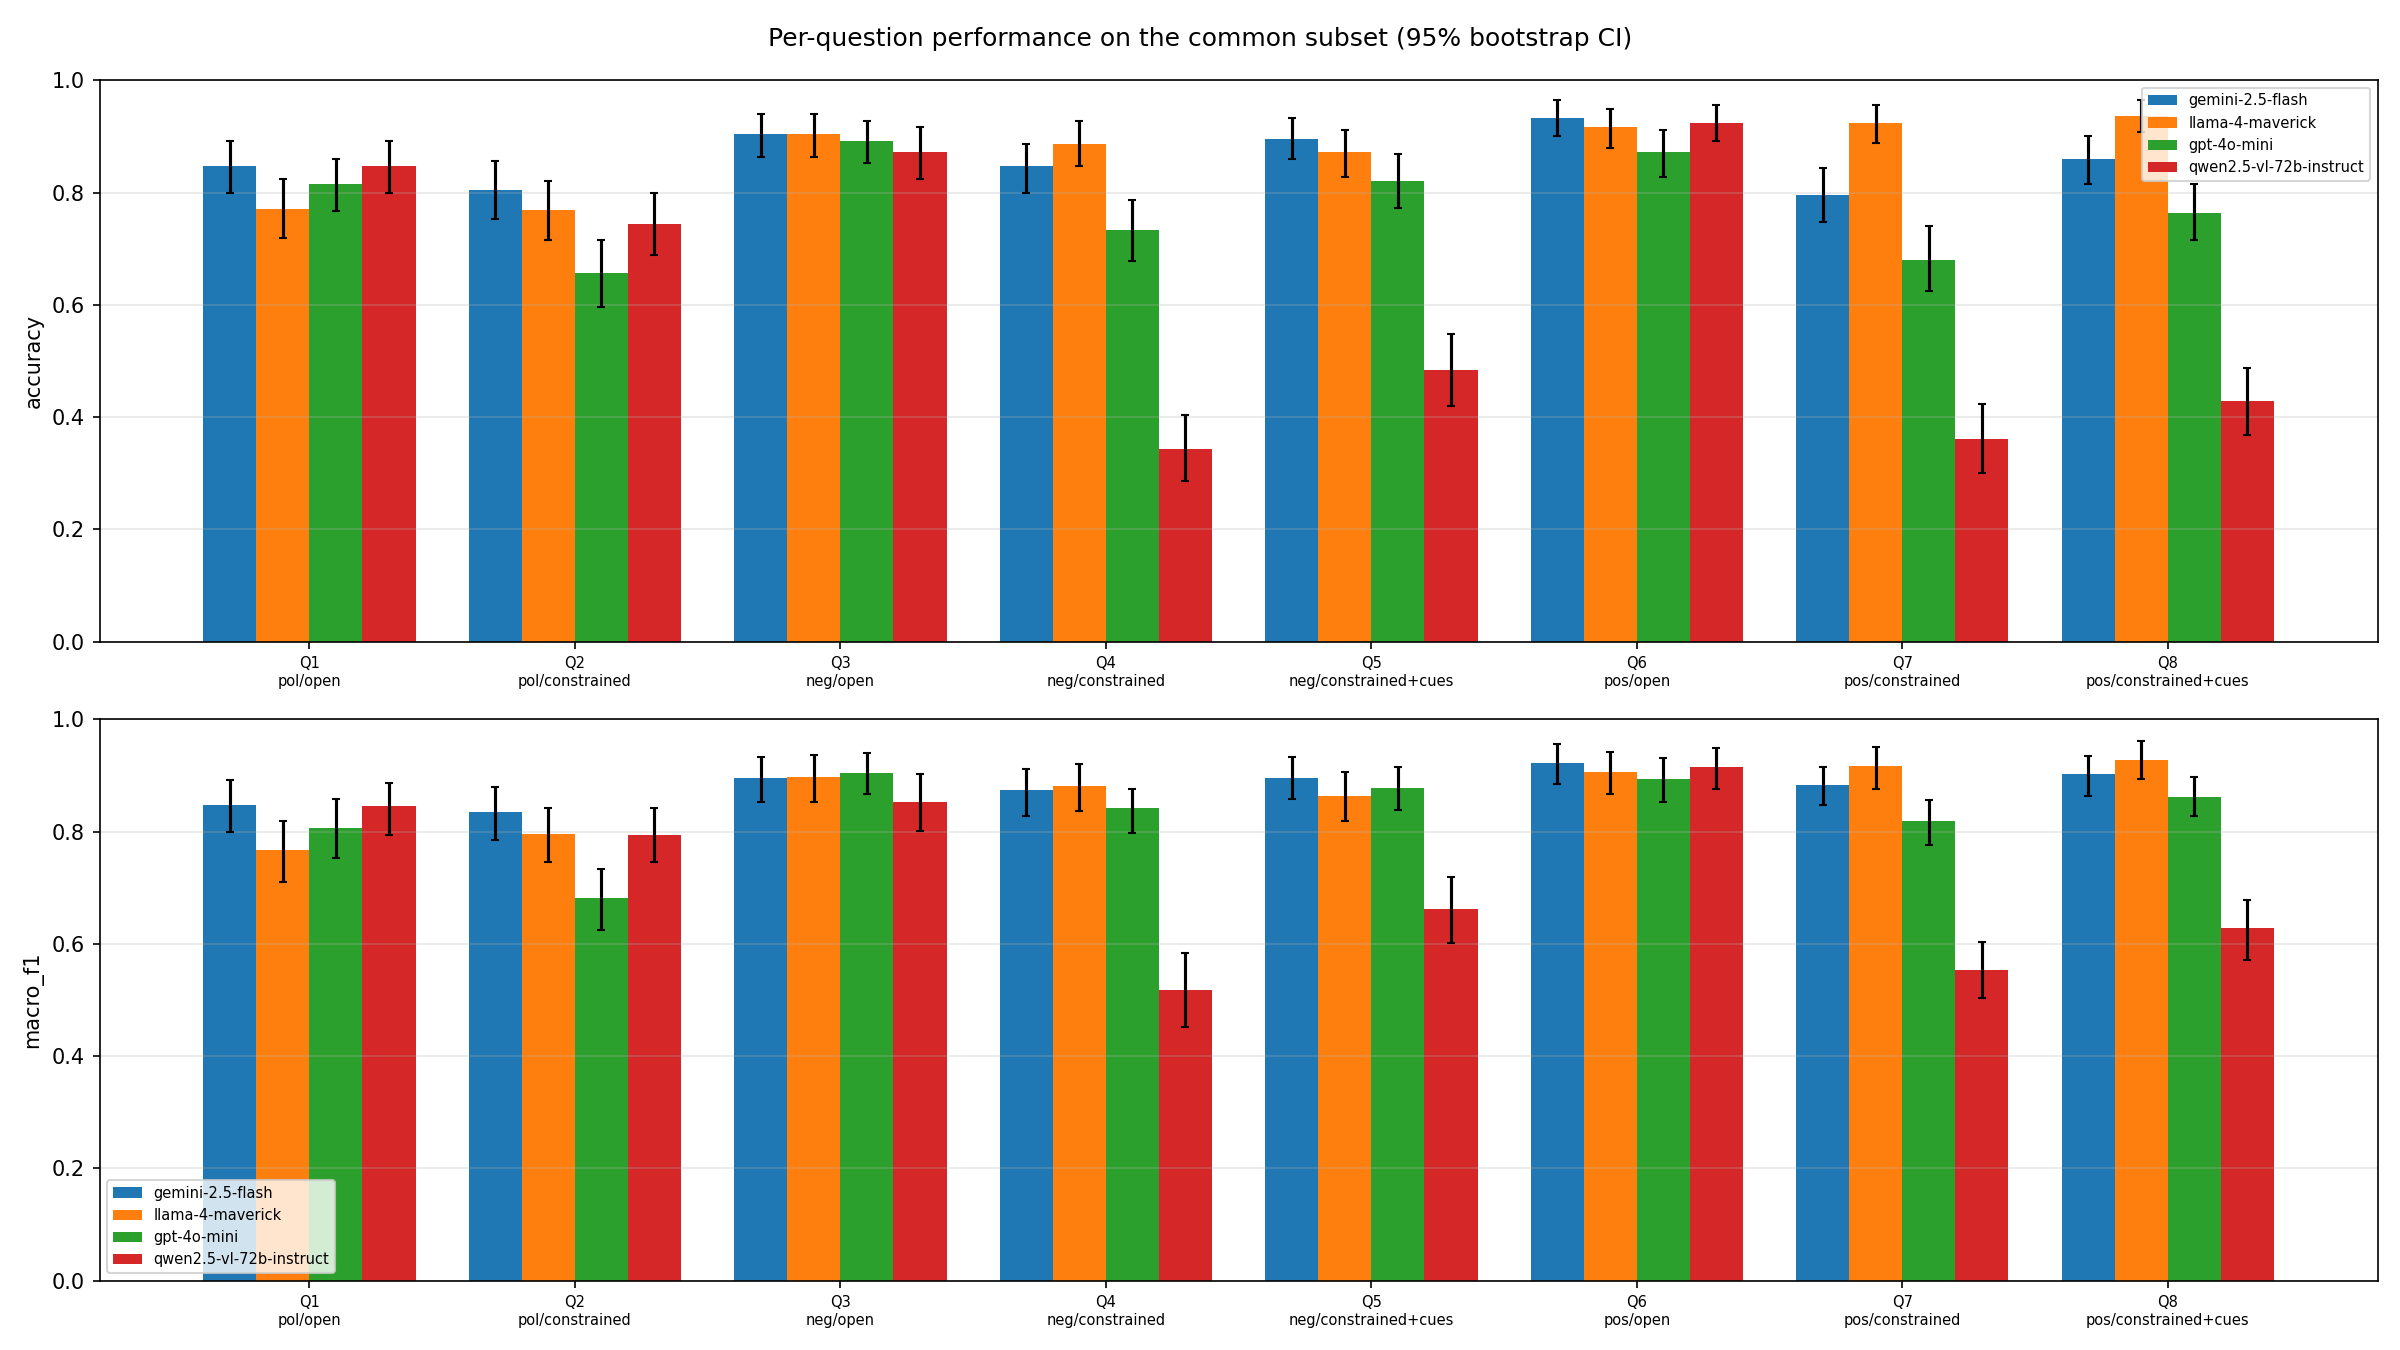 Per-question performance on the common subset (95% bootstrap CI)
accuracy
1.0
0.8
0.6
0.4
0.2
0.0
gemini-2.5-flash
llama-4-maverick
gpt-4o-mini
qwen2.5-vl-72b-instruct
Q1
pol/open
Q2
pol/constrained
Q3
neg/open
Q4
neg/constrained
Q5
neg/constrained+cues
Q6
pos/open
Q7
pos/constrained
Q8
pos/constrained+cues
macro_f1
1.0
0.8
0.6
0.4
0.2
0.0
gemini-2.5-flash
llama-4-maverick
gpt-4o-mini
qwen2.5-vl-72b-instruct
Q1
pol/open
Q2
pol/constrained
Q3
neg/open
Q4
neg/constrained
Q5
neg/constrained+cues
Q6
pos/open
Q7
pos/constrained
Q8
pos/constrained+cues